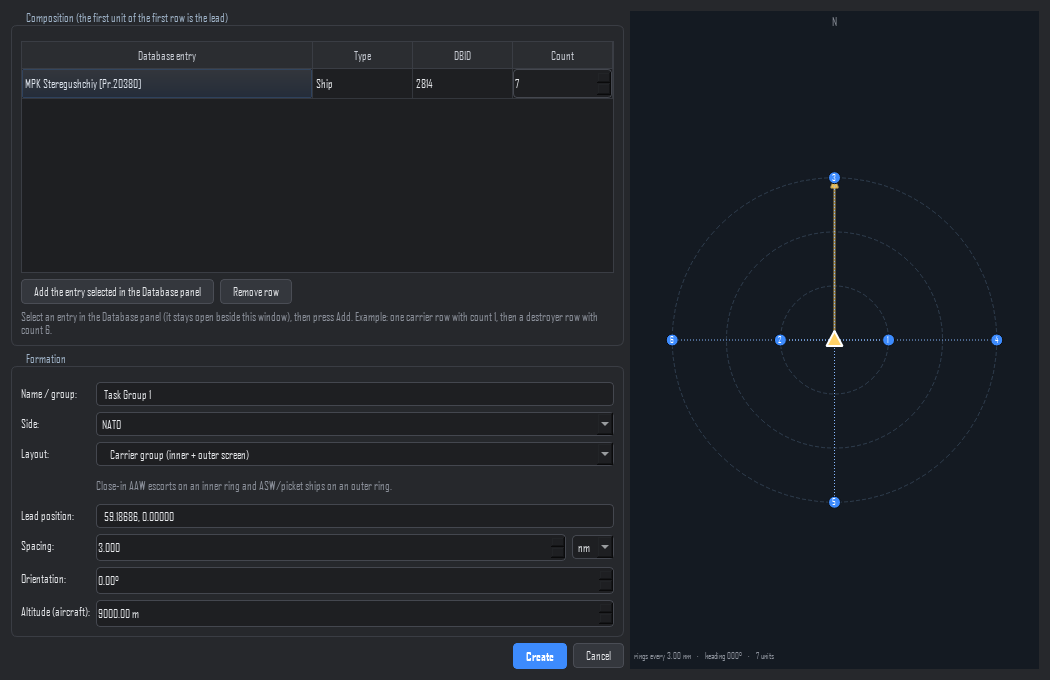 Composition (the first unit of the first row is the lead)
Database entry Type DBID Count
MPK Steregushchiy [Pr.20380] Ship 2814 7
Add the entry selected in the Database panel Remove row
Select an entry in the Database panel (it stays open beside this window), then press Add. Example: one carrier row with count 1, then a destroyer row with
count 6.
Formation
Name / group: Task Group 1
Side: NATO
Layout: Carrier group (inner + outer screen)
Close-in AAW escorts on an inner ring and ASW/picket ships on an outer ring.
Lead position: 59.18686, 0.00000
Spacing: 3.000 nm
Orientation: 0.00°
Altitude (aircraft): 9000.00 m
Create Cancel
N
3
6 2 1 4
5
rings every 3.00 nm · heading 000° · 7 units